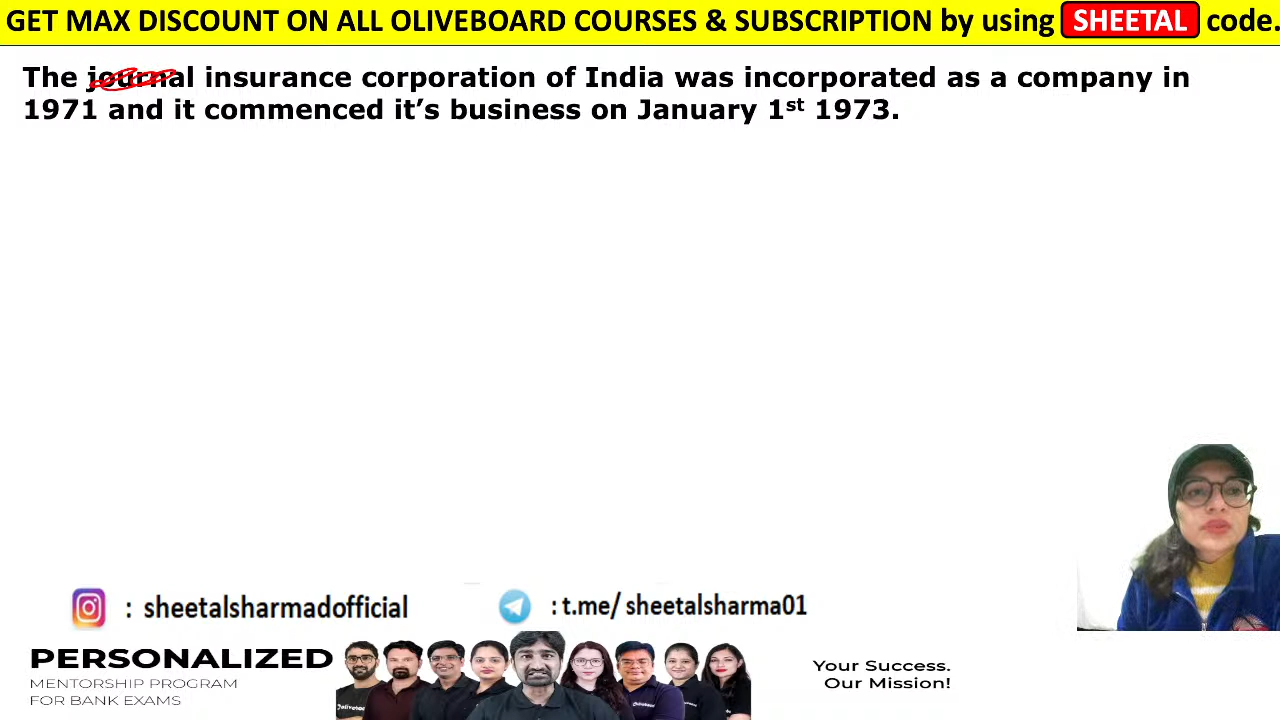 GET MAX DISCOUNT ON ALL OLIVEBOARD COURSES & SUBSCRIPTION by using SHEETAL code.
The journal insurance corporation of India was incorporated as a company in
1971 and it commenced it’s business on January 1st 1973.
: sheetalsharmadofficial
: t.me/ sheetalsharma01
PERSONALIZED
MENTORSHIP PROGRAM
FOR BANK EXAMS
Your Success.
Our Mission!